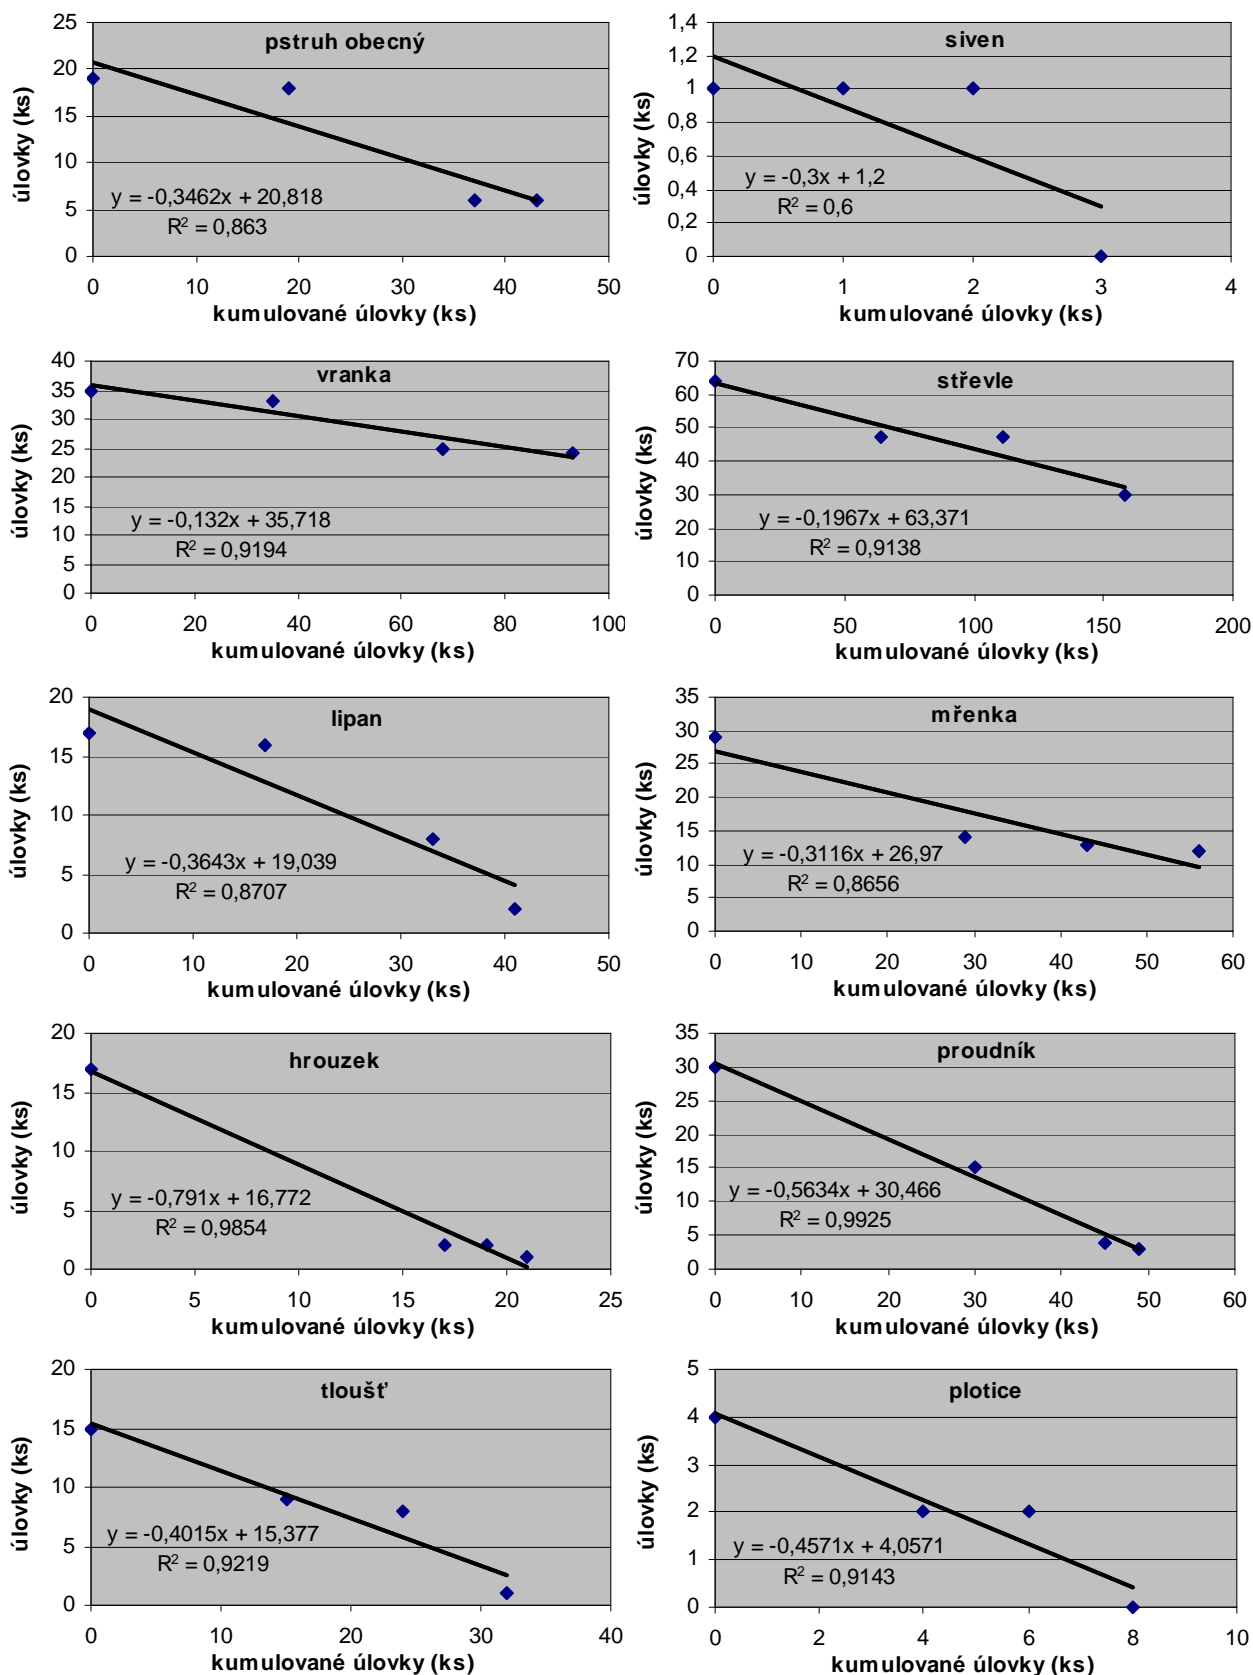 pstruh obecný
úlovky (ks)
25
20
15
10
5
0
y = -0,3462x + 20,818
R² = 0,863
0 10 20 30 40 50
kumulované úlovky (ks)
siven
úlovky (ks)
1,4
1,2
1
0,8
0,6
0,4
0,2
0
y = -0,3x + 1,2
R² = 0,6
0 1 2 3 4
kumulované úlovky (ks)
vranka
úlovky (ks)
40
35
30
25
20
15
10
5
0
y = -0,132x + 35,718
R² = 0,9194
0 20 40 60 80 100
kumulované úlovky (ks)
střevle
úlovky (ks)
70
60
50
40
30
20
10
0
y = -0,1967x + 63,371
R² = 0,9138
0 50 100 150 200
kumulované úlovky (ks)
lipan
úlovky (ks)
20
15
10
5
0
y = -0,3643x + 19,039
R² = 0,8707
0 10 20 30 40 50
kumulované úlovky (ks)
mřenka
úlovky (ks)
35
30
25
20
15
10
5
0
y = -0,3116x + 26,97
R² = 0,8656
0 10 20 30 40 50 60
kumulované úlovky (ks)
hrouzek
úlovky (ks)
20
15
10
5
0
y = -0,791x + 16,772
R² = 0,9854
0 5 10 15 20 25
kumulované úlovky (ks)
proudník
úlovky (ks)
35
30
25
20
15
10
5
0
y = -0,5634x + 30,466
R² = 0,9925
0 10 20 30 40 50 60
kumulované úlovky (ks)
tloušť
úlovky (ks)
20
15
10
5
0
y = -0,4015x + 15,377
R² = 0,9219
0 10 20 30 40
kumulované úlovky (ks)
plotice
úlovky (ks)
5
4
3
2
1
0
y = -0,4571x + 4,0571
R² = 0,9143
0 2 4 6 8 10
kumulované úlovky (ks)